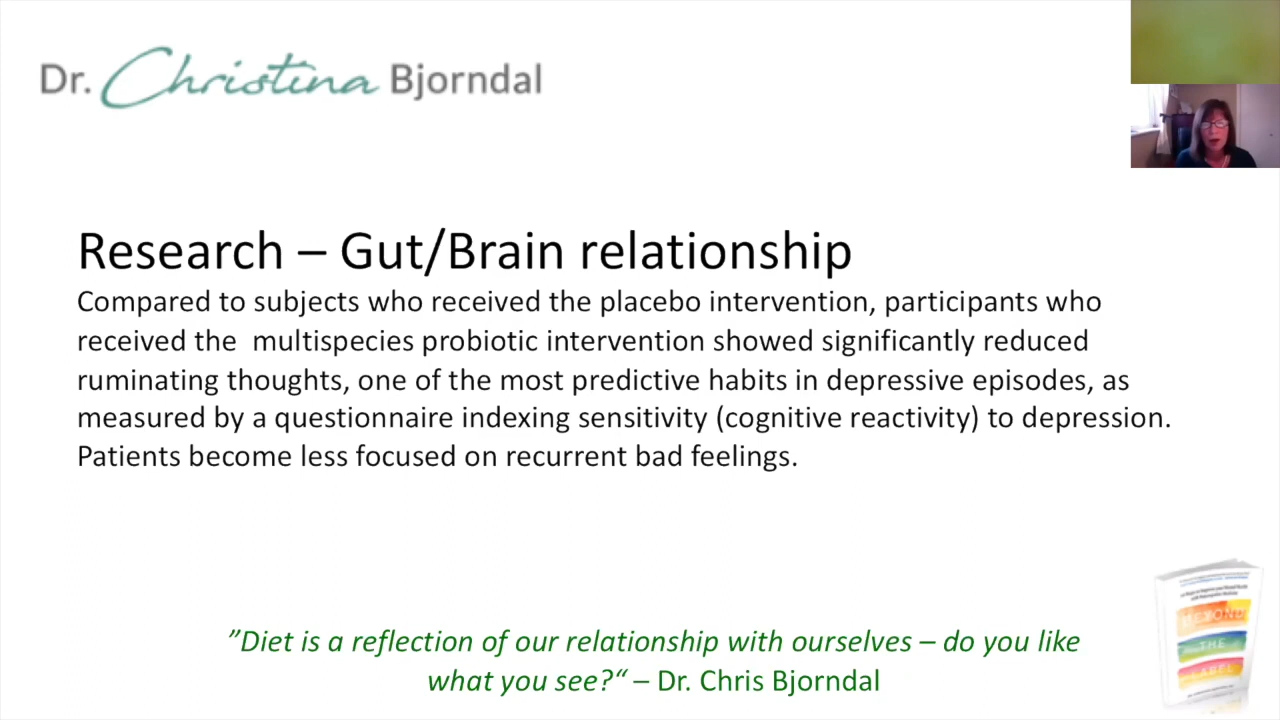 Dr. Christina Bjorndal
Research – Gut/Brain relationship
Compared to subjects who received the placebo intervention, participants who
received the  multispecies probiotic intervention showed significantly reduced
ruminating thoughts, one of the most predictive habits in depressive episodes, as
measured by a questionnaire indexing sensitivity (cognitive reactivity) to depression.
Patients become less focused on recurrent bad feelings.
BEYOND
THE
LABEL
”Diet is a reflection of our relationship with ourselves – do you like
what you see?“ – Dr. Chris Bjorndal